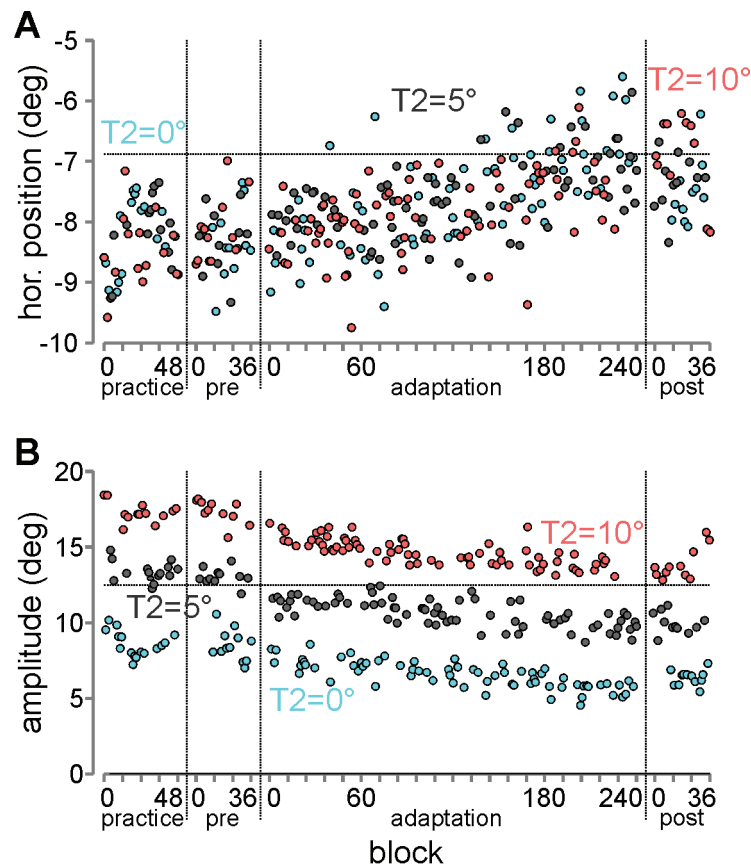 A
hor. position (deg)
-5
-6
-7
-8
-9
-10
T2=0°
T2=5°
T2=10°
0 48 0 36 0 60 180 240 0 36
practice pre adaptation post
B
amplitude (deg)
20
15
10
5
0
T2=10°
T2=5°
T2=0°
0 48 0 36 0 60 180 240 0 36
practice pre adaptation post
block